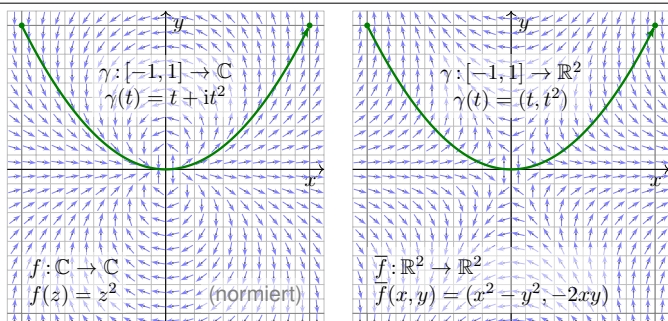 y
γ : [−1, 1] → ℂ
γ(t) = t + it²
x
f : ℂ → ℂ
f(z) = z²
(normiert)
y
γ : [−1, 1] → ℝ²
γ(t) = (t, t²)
x
f̅ : ℝ² → ℝ²
f̅(x, y) = (x² − y², −2xy)